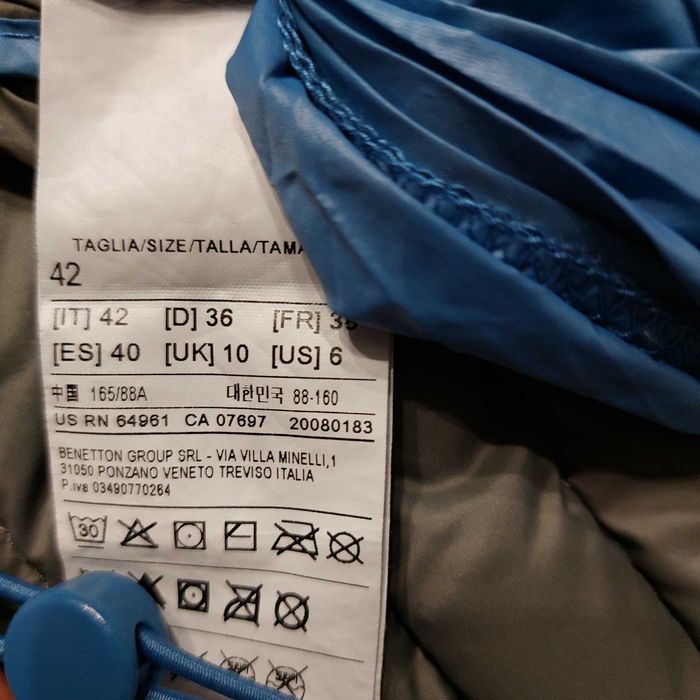 TAGLIA/SIZE/TALLA/TAMA
42
[IT] 42 [D] 36 [FR]
[ES] 40 [UK] 10 [US] 6
中国 165/88A 대한민국 88-160
US RN 64961 CA 07697 20080183
BENETTON GROUP SRL - VIA VILLA MINELLI,1
31050 PONZANO VENETO TREVISO ITALIA
P.iva 03490770264
30